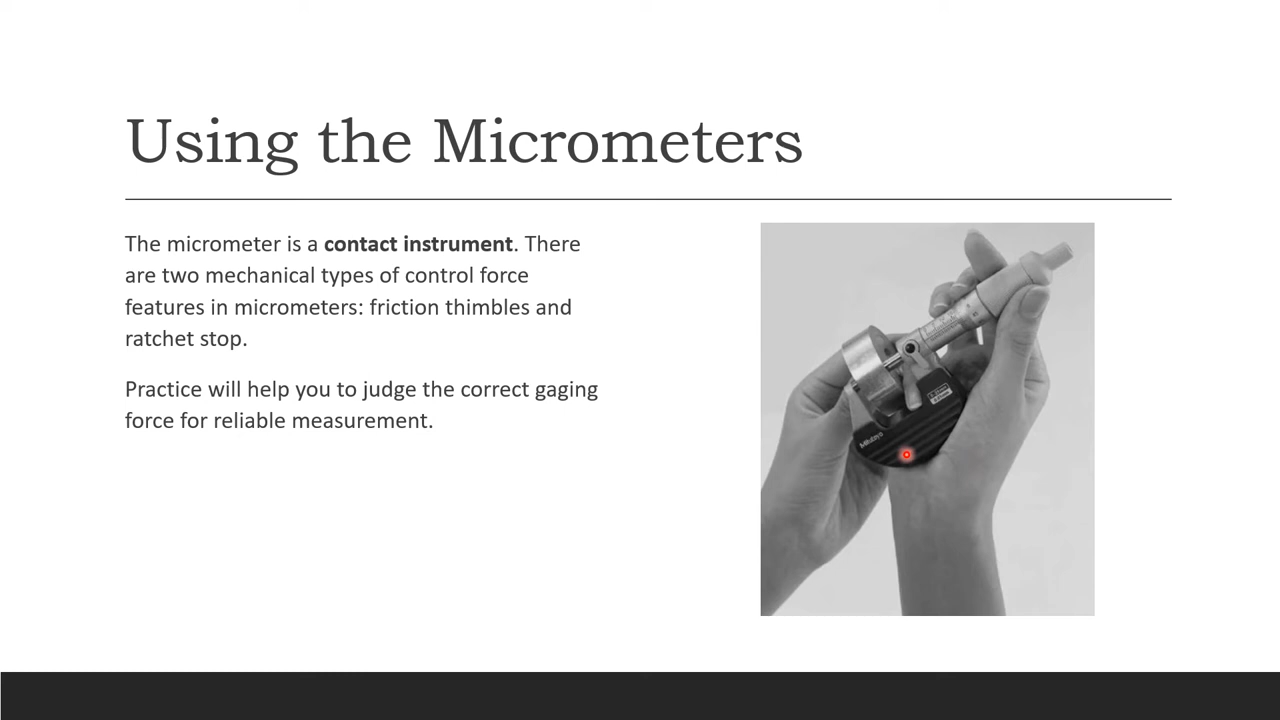 Using the Micrometers
The micrometer is a contact instrument. There
are two mechanical types of control force
features in micrometers: friction thimbles and
ratchet stop.
Practice will help you to judge the correct gaging
force for reliable measurement.
Mitutoyo